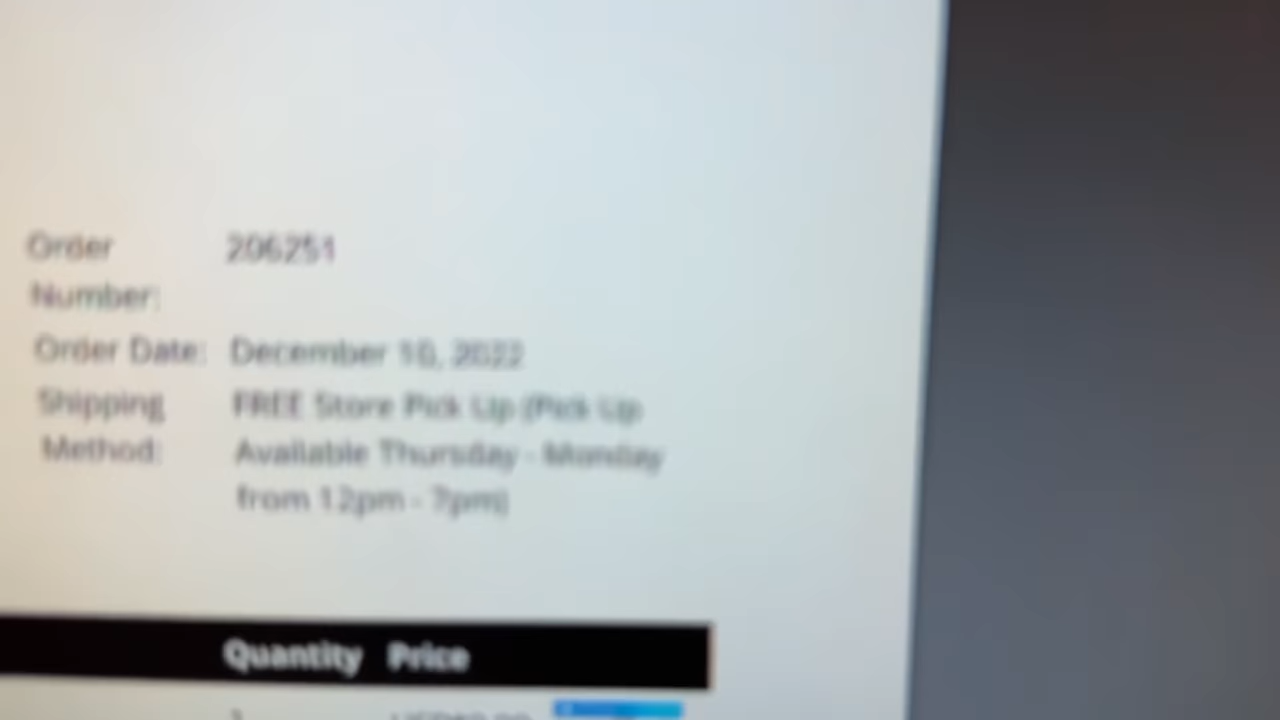 Order 206251
Number:
Order Date: December 10, 2022
Shipping FREE Store Pick Up (Pick Up
Method: Available Thursday - Monday
from 12pm - 7pm)
Quantity Price
1